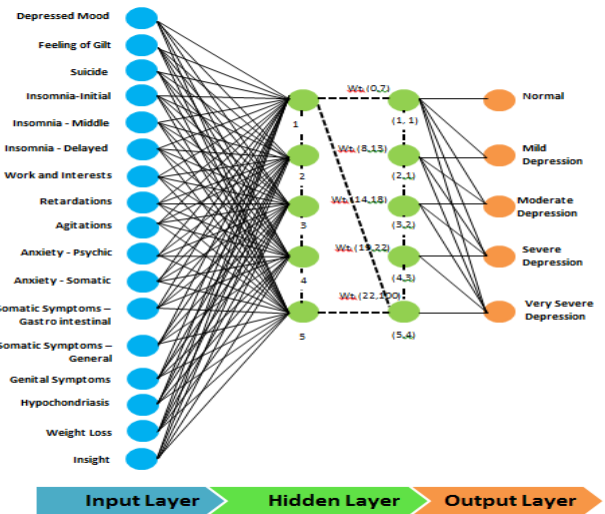 Depressed Mood
Feeling of Gilt
Suicide
Insomnia-Initial
Insomnia - Middle
Insomnia - Delayed
Work and Interests
Retardations
Agitations
Anxiety - Psychic
Anxiety - Somatic
Somatic Symptoms –
Gastro intestinal
Somatic Symptoms –
General
Genital Symptoms
Hypochondriasis
Weight Loss
Insight
1
2
3
4
5
Wt (0,7)
Wt (8,13)
Wt (14,18)
Wt (19,22)
Wt (22,100)
(1, 1)
(2,1)
(3,2)
(4,3)
(5,4)
Normal
Mild
Depression
Moderate
Depression
Severe
Depression
Very Severe
Depression
Input Layer
Hidden Layer
Output Layer